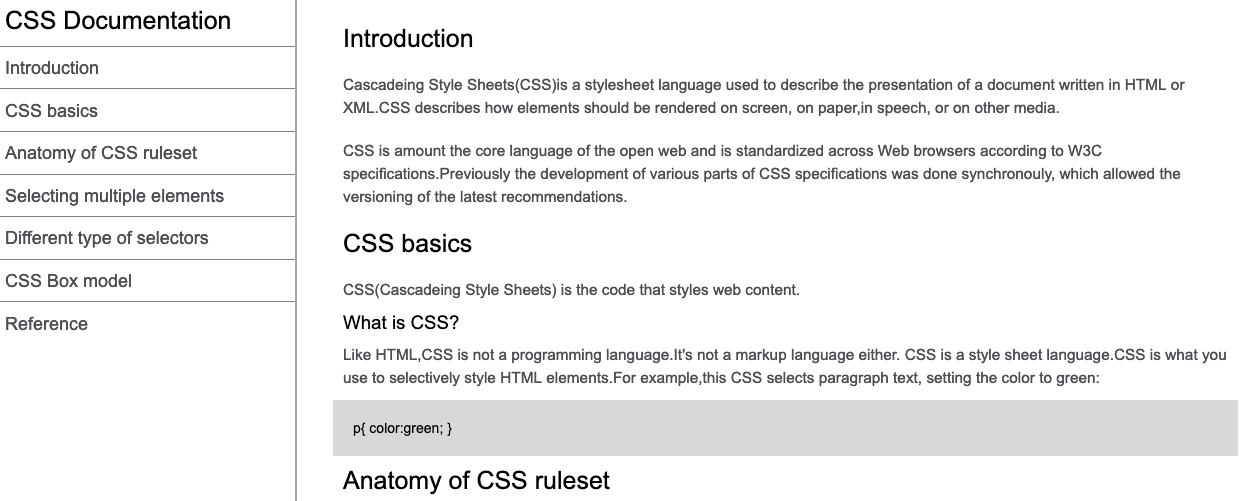 CSS Documentation
Introduction
CSS basics
Anatomy of CSS ruleset
Selecting multiple elements
Different type of selectors
CSS Box model
Reference
Introduction
Cascadeing Style Sheets(CSS)is a stylesheet language used to describe the presentation of a document written in HTML or
XML.CSS describes how elements should be rendered on screen, on paper,in speech, or on other media.
CSS is amount the core language of the open web and is standardized across Web browsers according to W3C
specifications.Previously the development of various parts of CSS specifications was done synchronouly, which allowed the
versioning of the latest recommendations.
CSS basics
CSS(Cascadeing Style Sheets) is the code that styles web content.
What is CSS?
Like HTML,CSS is not a programming language.It's not a markup language either. CSS is a style sheet language.CSS is what you
use to selectively style HTML elements.For example,this CSS selects paragraph text, setting the color to green:
p{ color:green; }
Anatomy of CSS ruleset